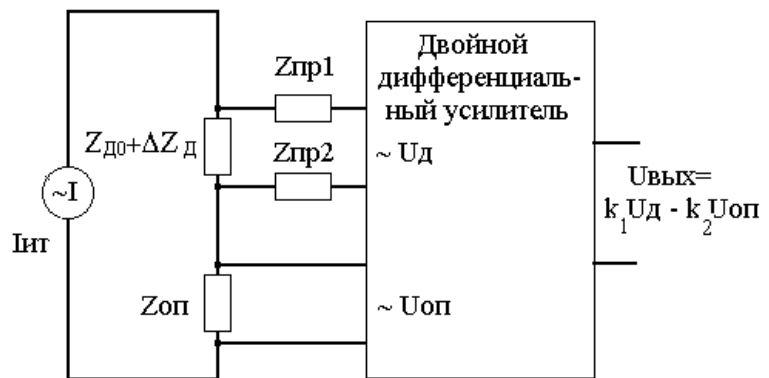 Двойной
дифференциаль-
ный усилитель
Zпр1
Zд0+ΔZд
Zпр2
~ Uд
~I
Iит
Uвых=
k₁Uд - k₂Uоп
Zоп
~ Uоп